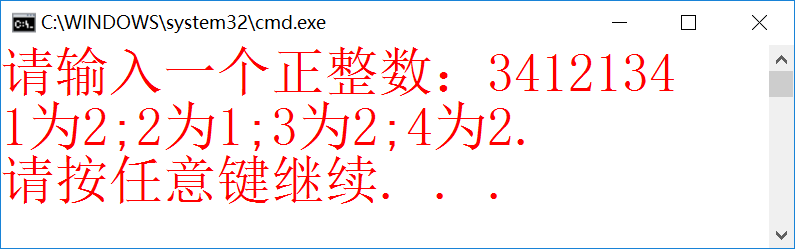 C:\WINDOWS\system32\cmd.exe
请输入一个正整数：3412134
1为2;2为1;3为2;4为2.
请按任意键继续. . .